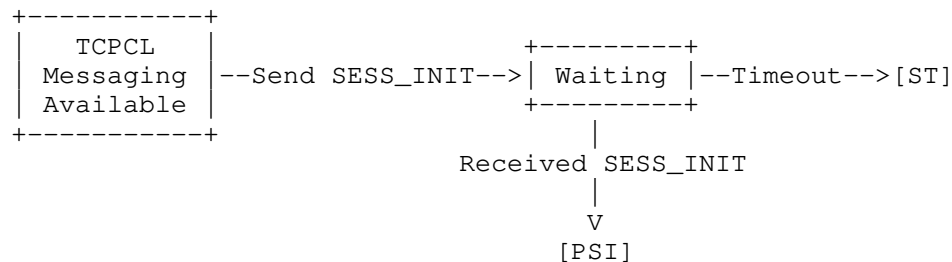 +-----------+
|   TCPCL   |                    +---------+
| Messaging |--Send SESS_INIT-->| Waiting |--Timeout-->[ST]
| Available |                    +---------+
+-----------+                         |
                           Received SESS_INIT
                                      |
                                      V
                                    [PSI]